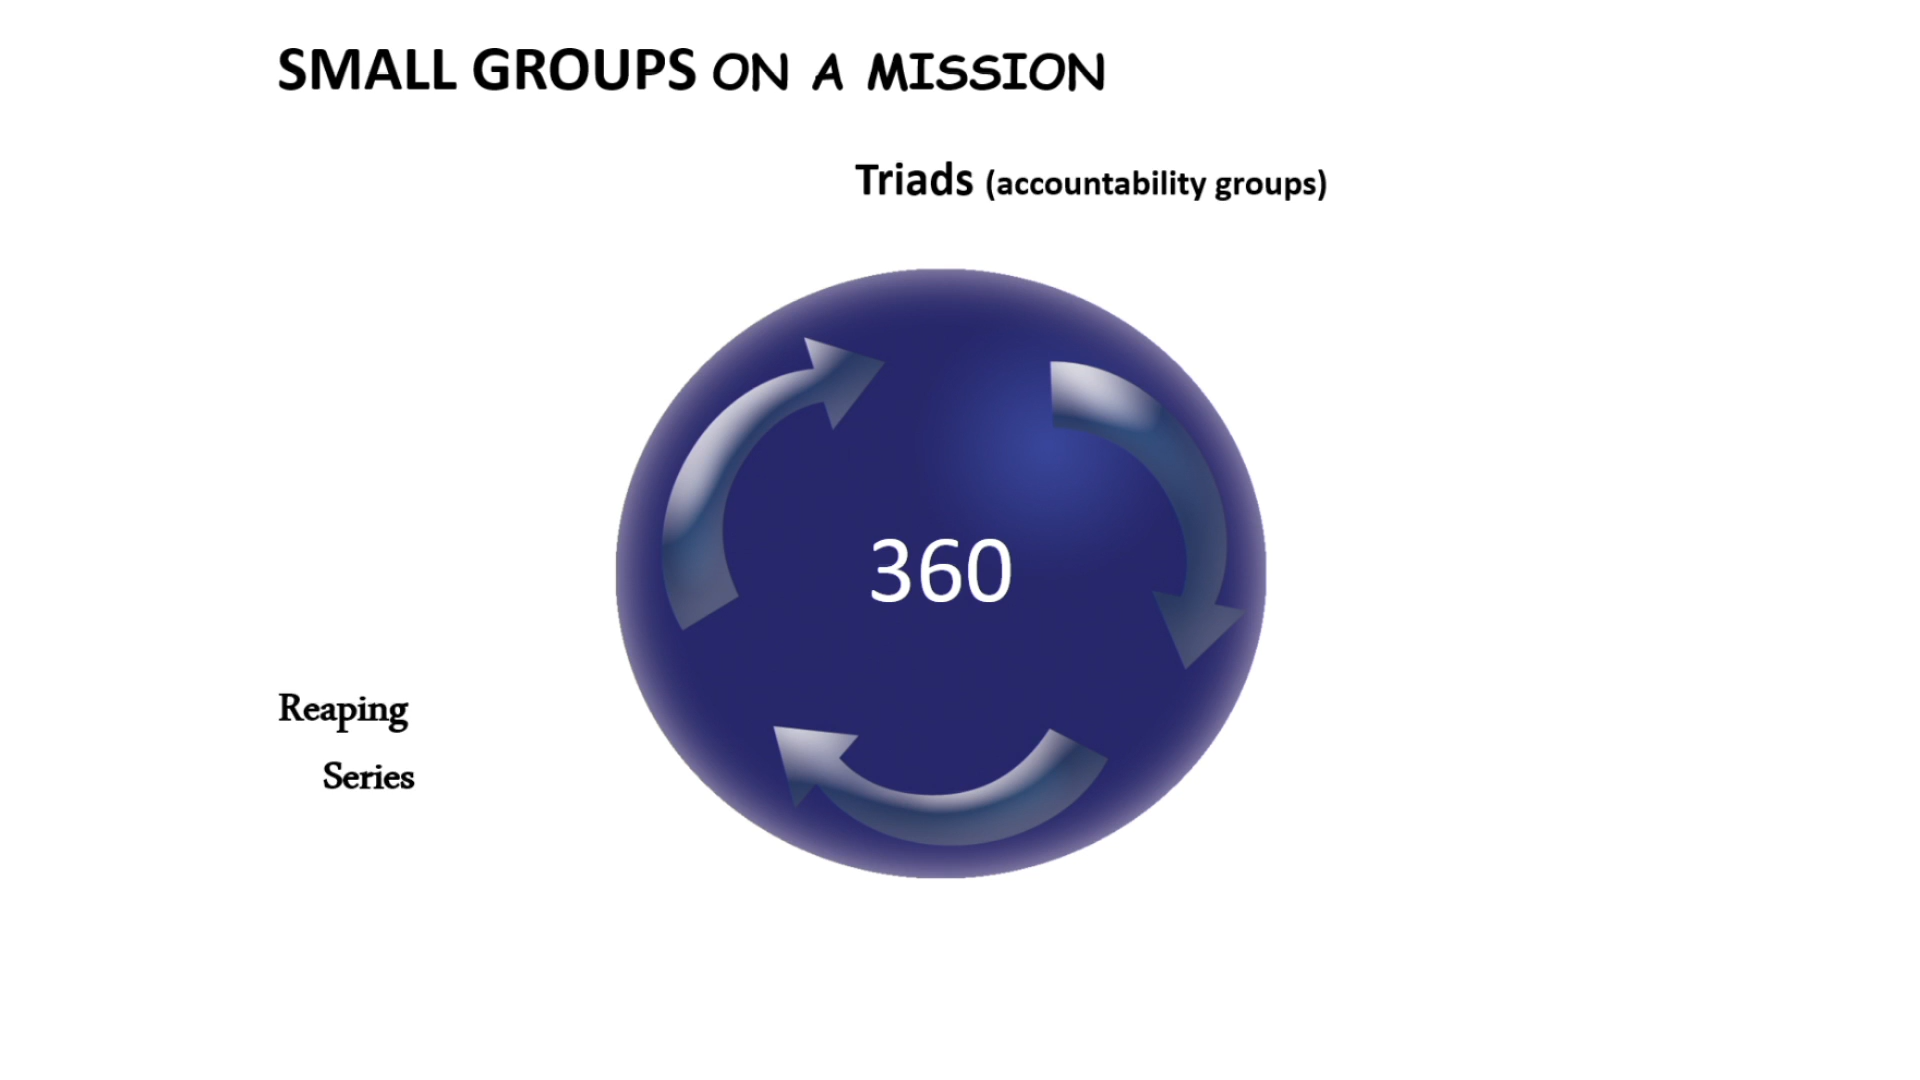 SMALL GROUPS ON A MISSION
Triads (accountability groups)
360
Reaping
Series